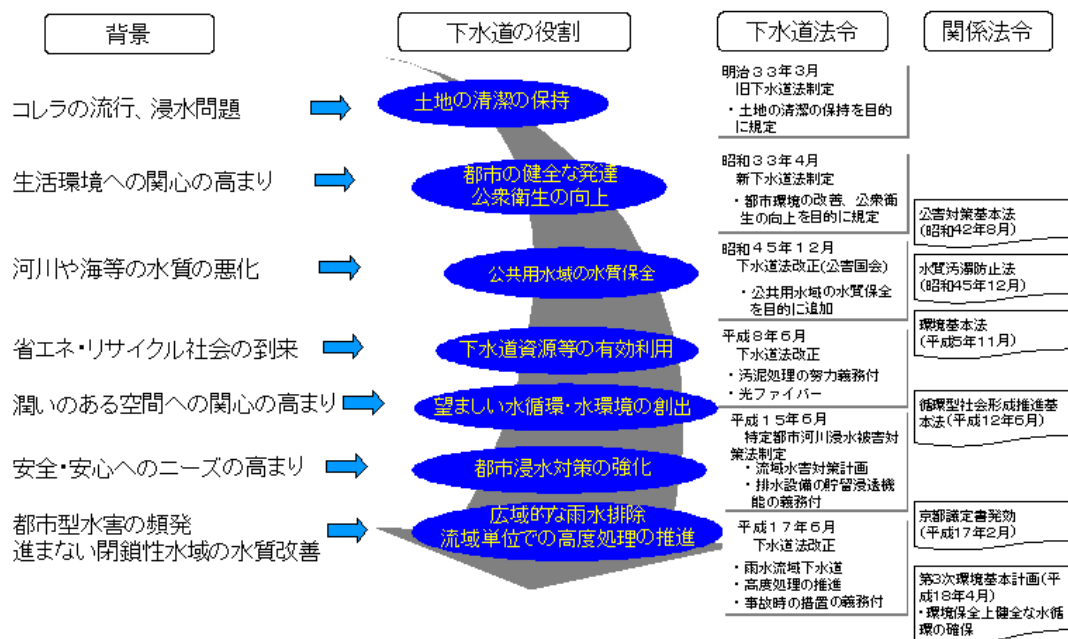 背景
下水道の役割
下水道法令
関係法令
コレラの流行、浸水問題
生活環境への関心の高まり
河川や海等の水質の悪化
省エネ・リサイクル社会の到来
潤いのある空間への関心の高まり
安全・安心へのニーズの高まり
都市型水害の頻発
進まない閉鎖性水域の水質改善
土地の清潔の保持
都市の健全な発達
公衆衛生の向上
公共用水域の水質保全
下水道資源等の有効利用
望ましい水循環・水環境の創出
都市浸水対策の強化
広域的な雨水排除
流域単位での高度処理の推進
明治33年3月
旧下水道法制定
・土地の清潔の保持を目的
に規定
昭和33年4月
新下水道法制定
・都市環境の改善、公衆衛
生の向上を目的に規定
昭和45年12月
下水道法改正(公害国会)
・公共用水域の水質保全
を目的に追加
平成8年6月
下水道法改正
・汚泥処理の努力義務付
・光ファイバー
平成15年6月
特定都市河川浸水被害対
策法制定
・流域水害対策計画
・排水設備の貯留浸透機
能の義務付
平成17年6月
下水道法改正
・雨水流域下水道
・高度処理の推進
・事故時の措置の義務付
公害対策基本法
(昭和42年8月)
水質汚濁防止法
(昭和45年12月)
環境基本法
(平成5年11月)
循環型社会形成推進基
本法(平成12年6月)
京都議定書発効
(平成17年2月)
第3次環境基本計画(平
成18年4月)
・環境保全上健全な水循
環の確保